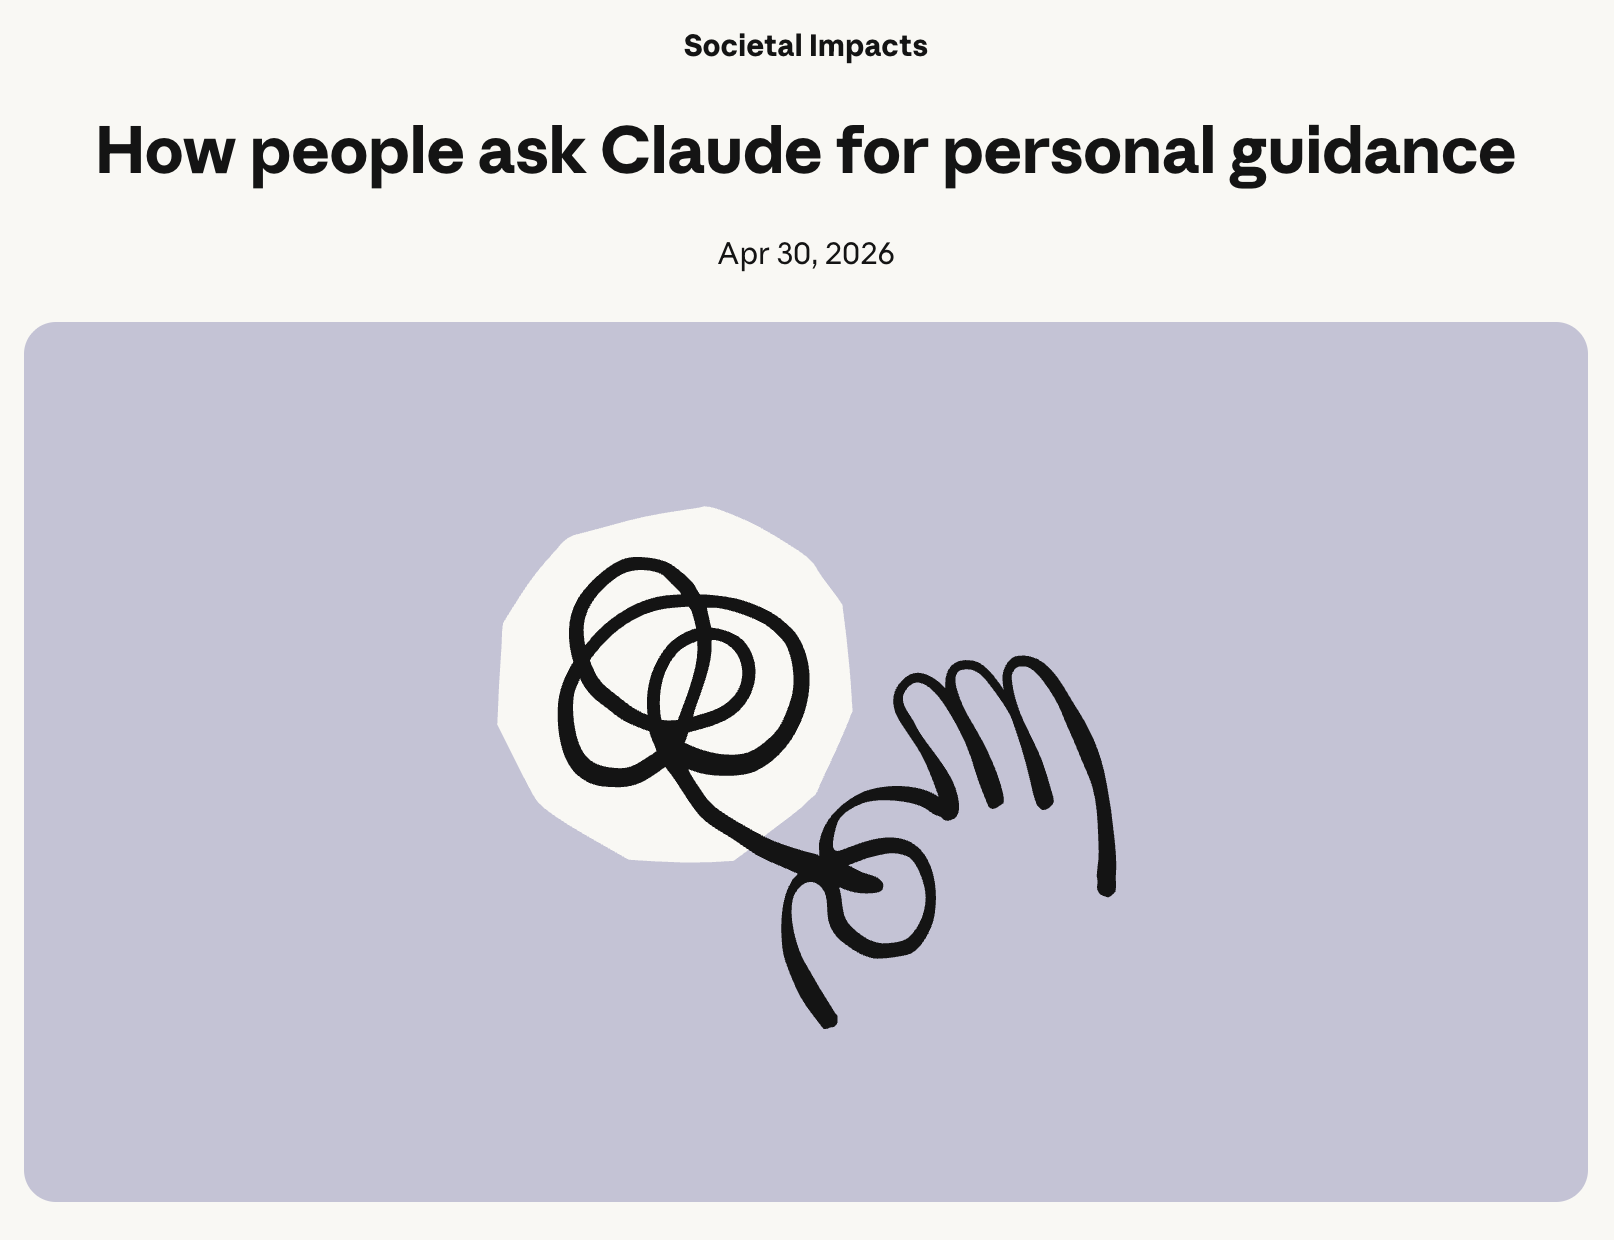 Societal Impacts
How people ask Claude for personal guidance
Apr 30, 2026